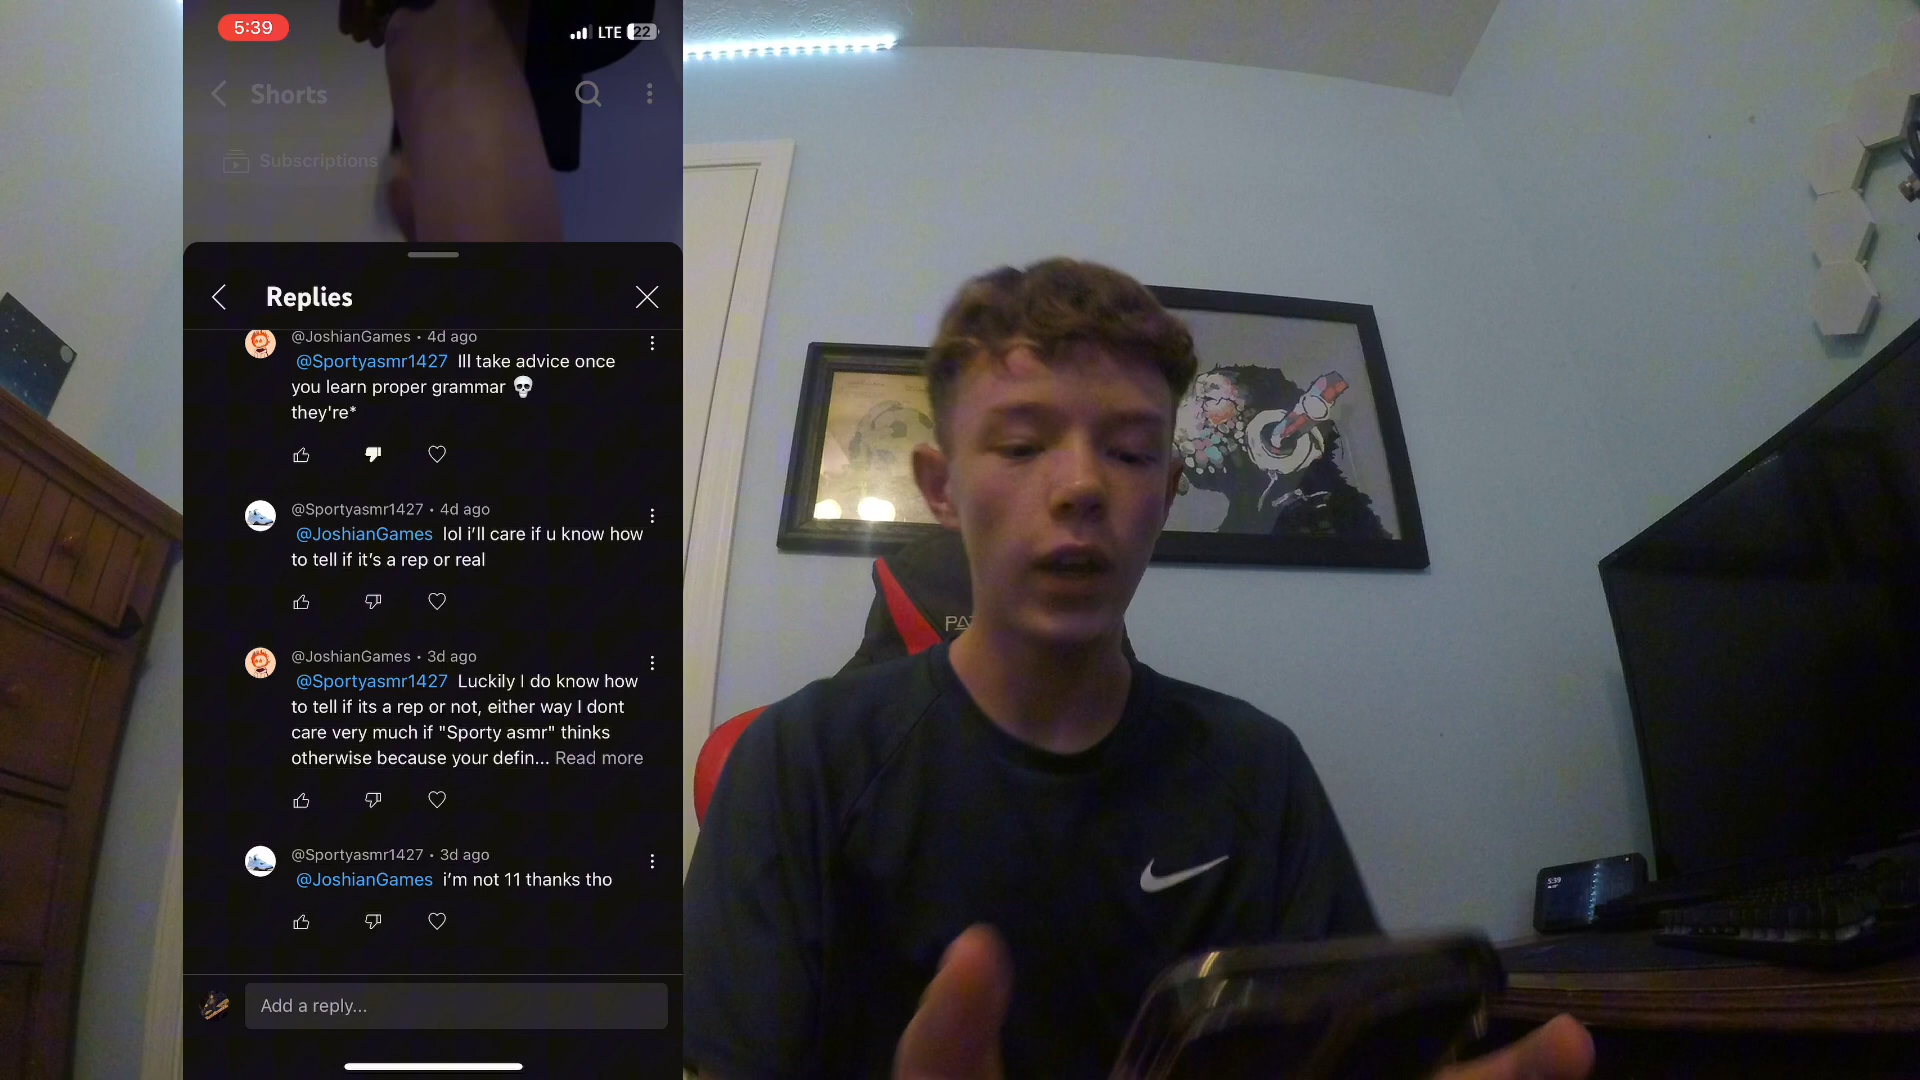 5:39
LTE 22
Shorts
Subscriptions
Replies
@JoshianGames • 4d ago
@Sportyasmr1427 Ill take advice once
you learn proper grammar 💀
they're*
@Sportyasmr1427 • 4d ago
@JoshianGames lol i’ll care if u know how
to tell if it’s a rep or real
@JoshianGames • 3d ago
@Sportyasmr1427 Luckily I do know how
to tell if its a rep or not, either way I dont
care very much if "Sporty asmr" thinks
otherwise because your defin... Read more
@Sportyasmr1427 • 3d ago
@JoshianGames i’m not 11 thanks tho
Add a reply...
5:39